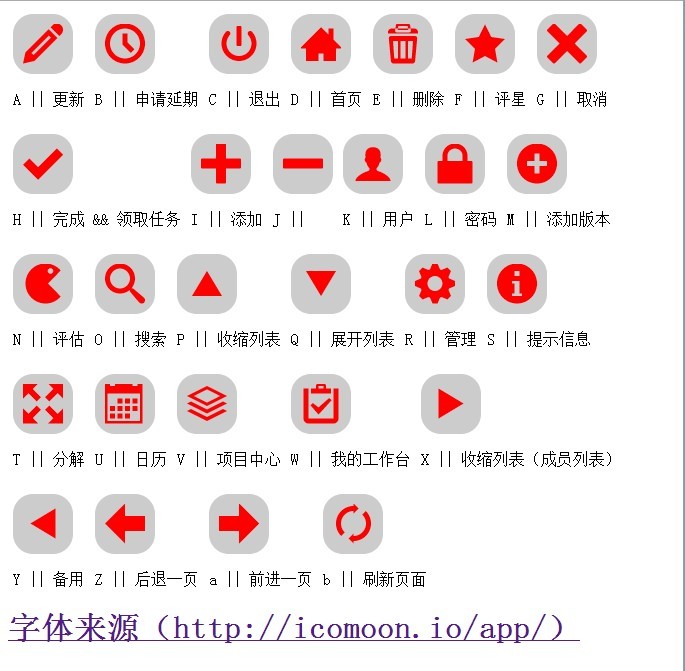 A || 更新 B || 申请延期 C || 退出 D || 首页 E || 删除 F || 评星 G || 取消
H || 完成 && 领取任务 I || 添加 J || K || 用户 L || 密码 M || 添加版本
N || 评估 O || 搜索 P || 收缩列表 Q || 展开列表 R || 管理 S || 提示信息
T || 分解 U || 日历 V || 项目中心 W || 我的工作台 X || 收缩列表（成员列表）
Y || 备用 Z || 后退一页 a || 前进一页 b || 刷新页面
字体来源（http://icomoon.io/app/）